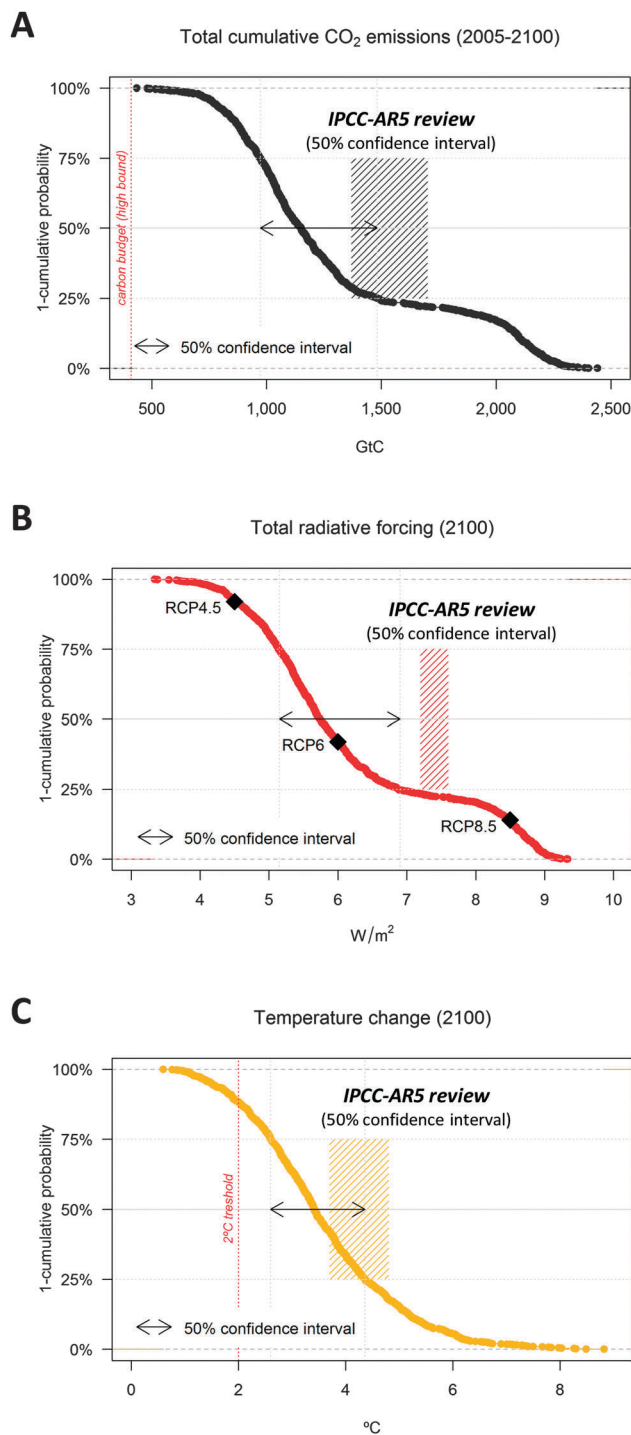 A
Total cumulative CO₂ emissions (2005-2100)
IPCC-AR5 review
(50% confidence interval)
100%
75%
50%
25%
0%
1-cumulative probability
carbon budget (high bound)
50% confidence interval
500
1,000
1,500
2,000
2,500
GtC
B
Total radiative forcing (2100)
IPCC-AR5 review
(50% confidence interval)
100%
75%
50%
25%
0%
1-cumulative probability
RCP4.5
RCP6
RCP8.5
50% confidence interval
3
4
5
6
7
8
9
10
W/m²
C
Temperature change (2100)
IPCC-AR5 review
(50% confidence interval)
100%
75%
50%
25%
0%
1-cumulative probability
2ºC treshold
50% confidence interval
0
2
4
6
8
ºC